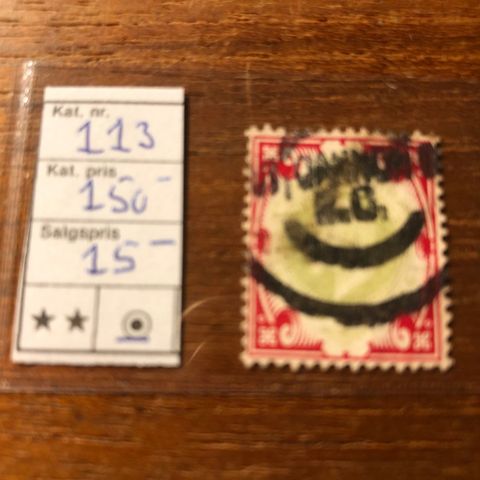 Kat. nr.
113
Kat. pris
150-
Salgspris
15-
E.C.